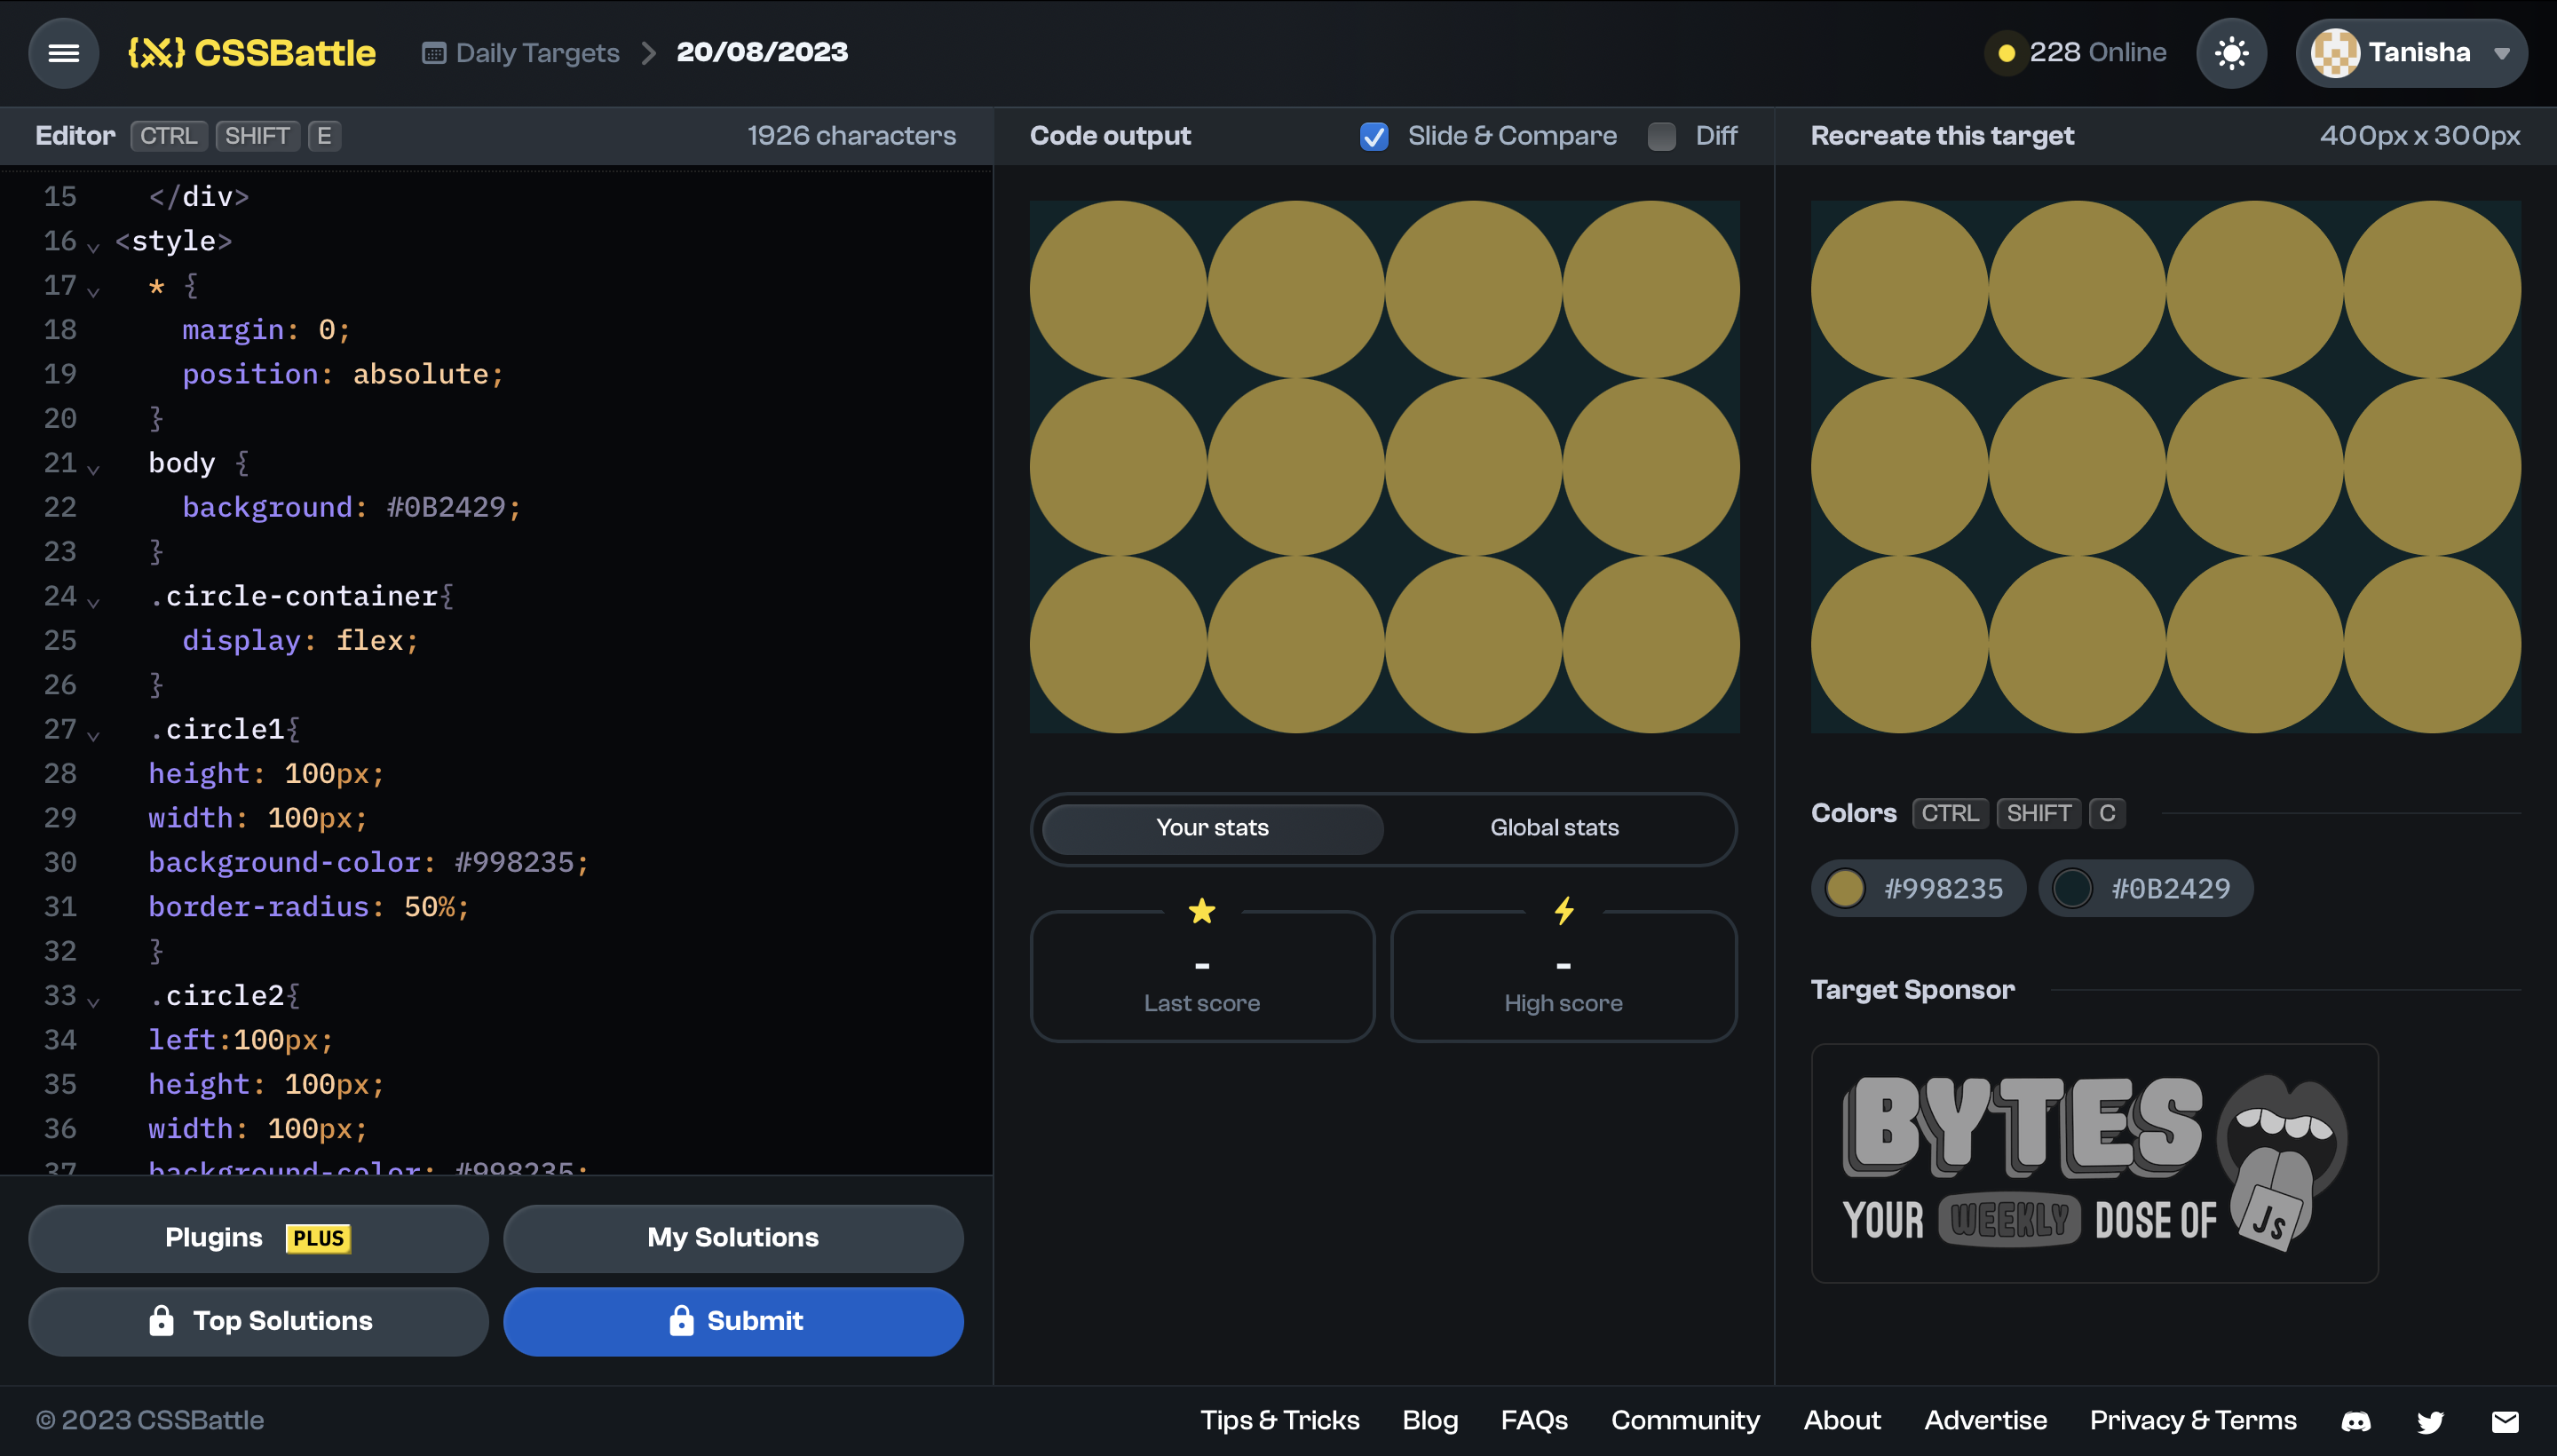 {X} CSSBattle
Daily Targets > 20/08/2023
228 Online
Tanisha
Editor CTRL SHIFT E
1926 characters
15 </div>
16 <style>
17 * {
18 margin: 0;
19 position: absolute;
20 }
21 body {
22 background: #0B2429;
23 }
24 .circle-container{
25 display: flex;
26 }
27 .circle1{
28 height: 100px;
29 width: 100px;
30 background-color: #998235;
31 border-radius: 50%;
32 }
33 .circle2{
34 left:100px;
35 height: 100px;
36 width: 100px;
37 background-color: #998235;
Plugins PLUS
My Solutions
Top Solutions
Submit
Code output
Slide & Compare
Diff
Your stats
Global stats
-
Last score
-
High score
Recreate this target
400px x 300px
Colors CTRL SHIFT C
#998235
#0B2429
Target Sponsor
BYTES
YOUR WEEKLY DOSE OF
JS
© 2023 CSSBattle
Tips & Tricks
Blog
FAQs
Community
About
Advertise
Privacy & Terms